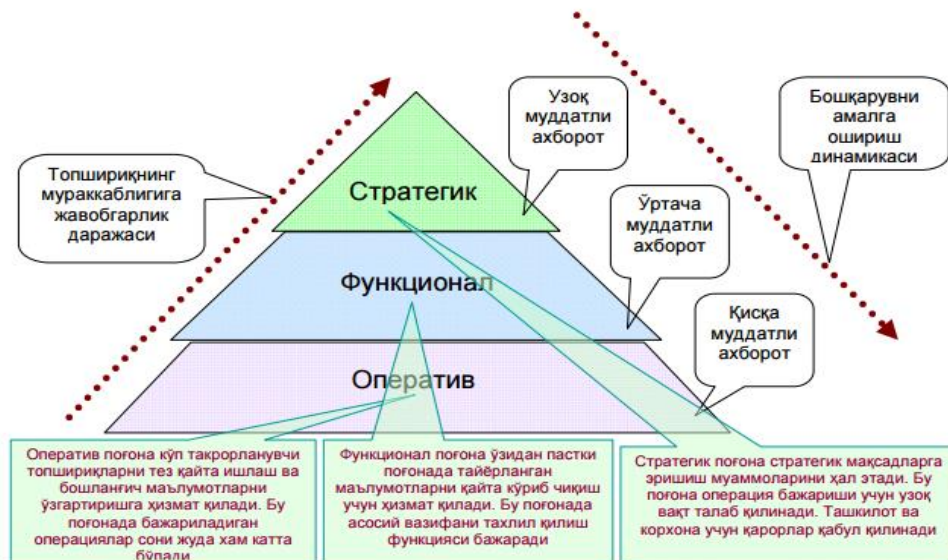 Узоқ
муддатли
ахборот
Бошқарувни
амалга
ошириш
динамикаси
Топшириқнинг
мураккаблигига
жавобгарлик
даражаси
Стратегик
Ўртача
муддатли
ахборот
Функционал
Қисқа
муддатли
ахборот
Оператив
Оператив поғона кўп такрорланувчи
топшириқларни тез қайта ишлаш ва
бошланғич маълумотларни
ўзгартиришга ҳизмат қилади. Бу
поғонада бажариладиган
операциялар сони жуда хам катта
бўлади
Функционал поғона ўзидан пастки
поғонада тайёрланган
маълумотларни қайта кўриб чиқиш
учун ҳизмат қилади. Бу поғонада
асосий вазифани тахлил қилиш
функцияси бажаради
Стратегик поғона стратегик мақсадларга
эришиш муаммоларини ҳал этади. Бу
поғона операция бажариши учун узоқ
вақт талаб қилинади. Ташкилот ва
корхона учун қарорлар қабул қилинади